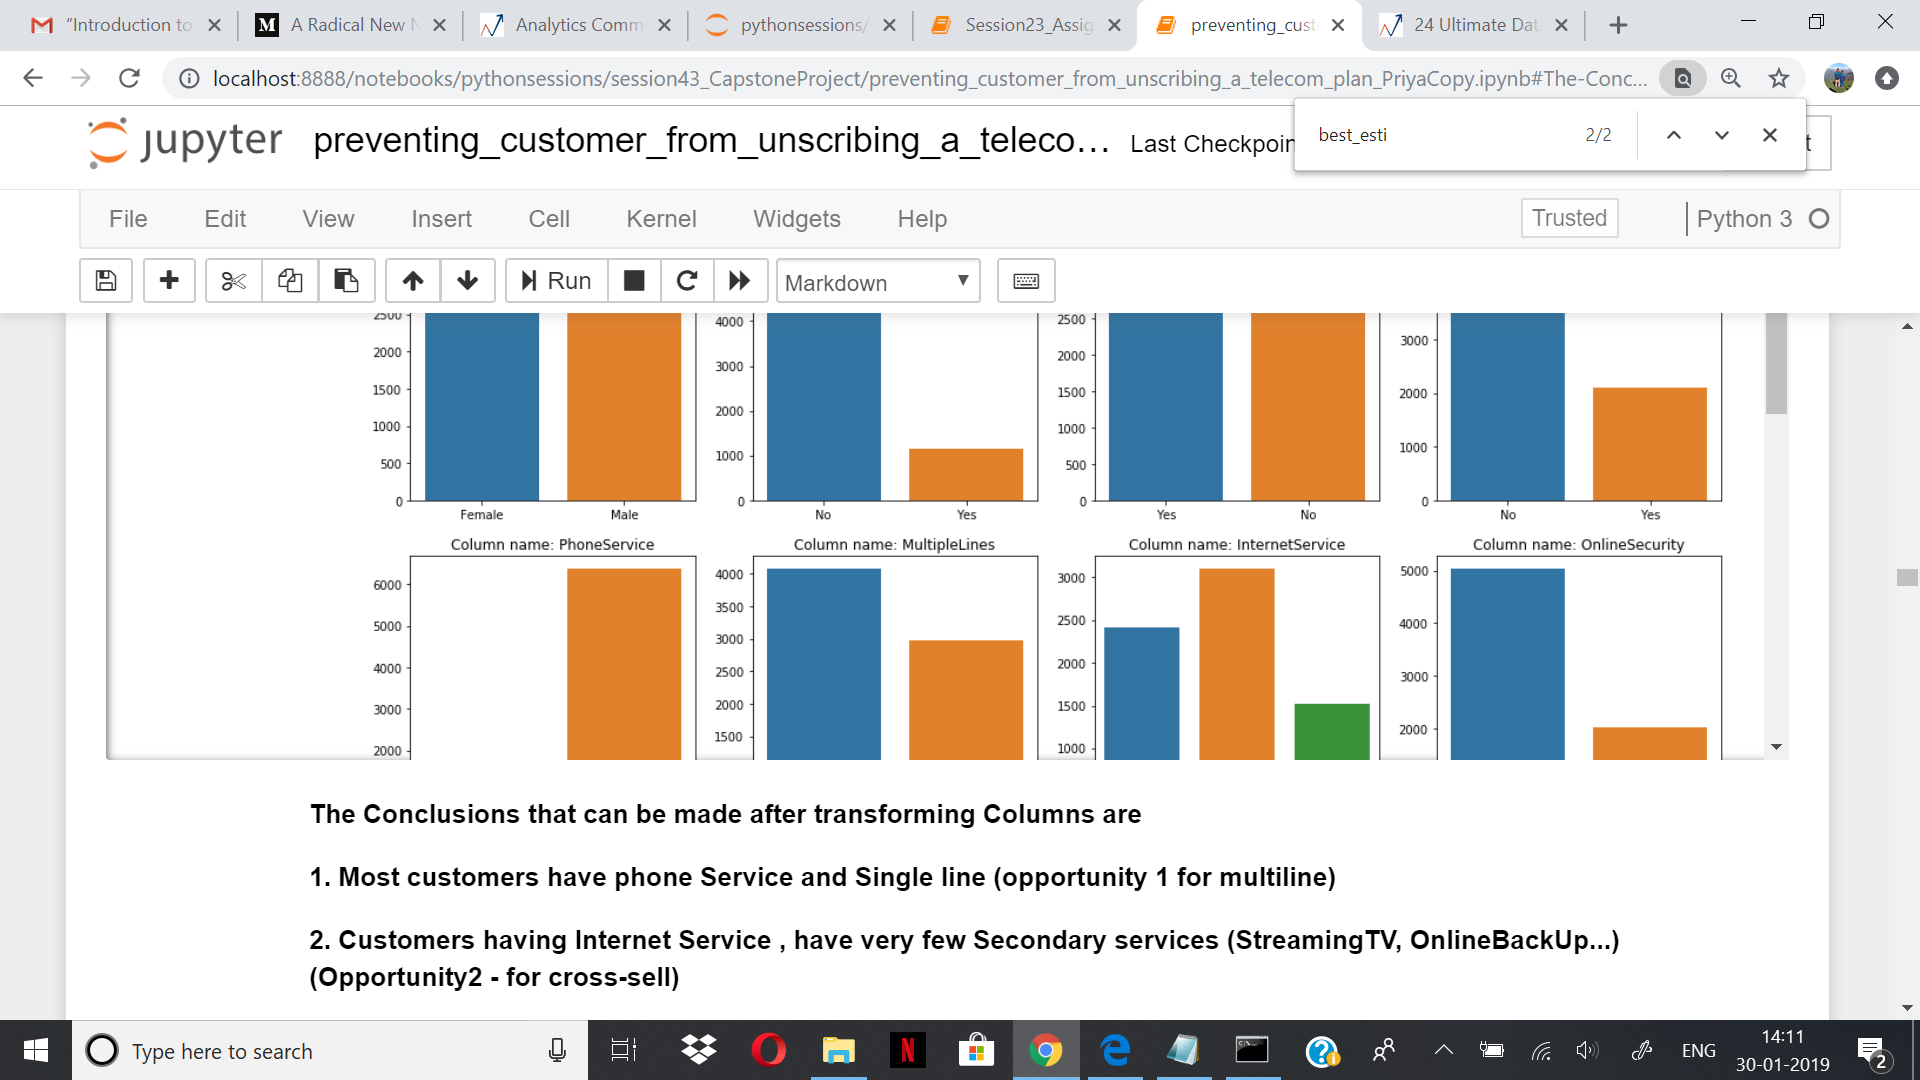 "Introduction to
A Radical New N
Analytics Comm
pythonsessions/
Session23_Assig
preventing_cust
24 Ultimate Dat
localhost:8888/notebooks/pythonsessions/session43_CapstoneProject/preventing_customer_from_unscribing_a_telecom_plan_PriyaCopy.ipynb#The-Conc...
best_esti 2/2
jupyter preventing_customer_from_unscribing_a_teleco... Last Checkpoin
File Edit View Insert Cell Kernel Widgets Help Trusted Python 3
Run Markdown
2500 2000 1500 1000 500 0 Female Male
4000 3000 2000 1000 0 No Yes
2500 2000 1500 1000 500 0 Yes No
3000 2000 1000 0 No Yes
Column name: PhoneService
6000 5000 4000 3000 2000
Column name: MultipleLines
4000 3500 3000 2500 2000 1500
Column name: InternetService
3000 2500 2000 1500 1000
Column name: OnlineSecurity
5000 4000 3000 2000
The Conclusions that can be made after transforming Columns are
1. Most customers have phone Service and Single line (opportunity 1 for multiline)
2. Customers having Internet Service , have very few Secondary services (StreamingTV, OnlineBackUp...)
(Opportunity2 - for cross-sell)
Type here to search
ENG
14:11
30-01-2019
2